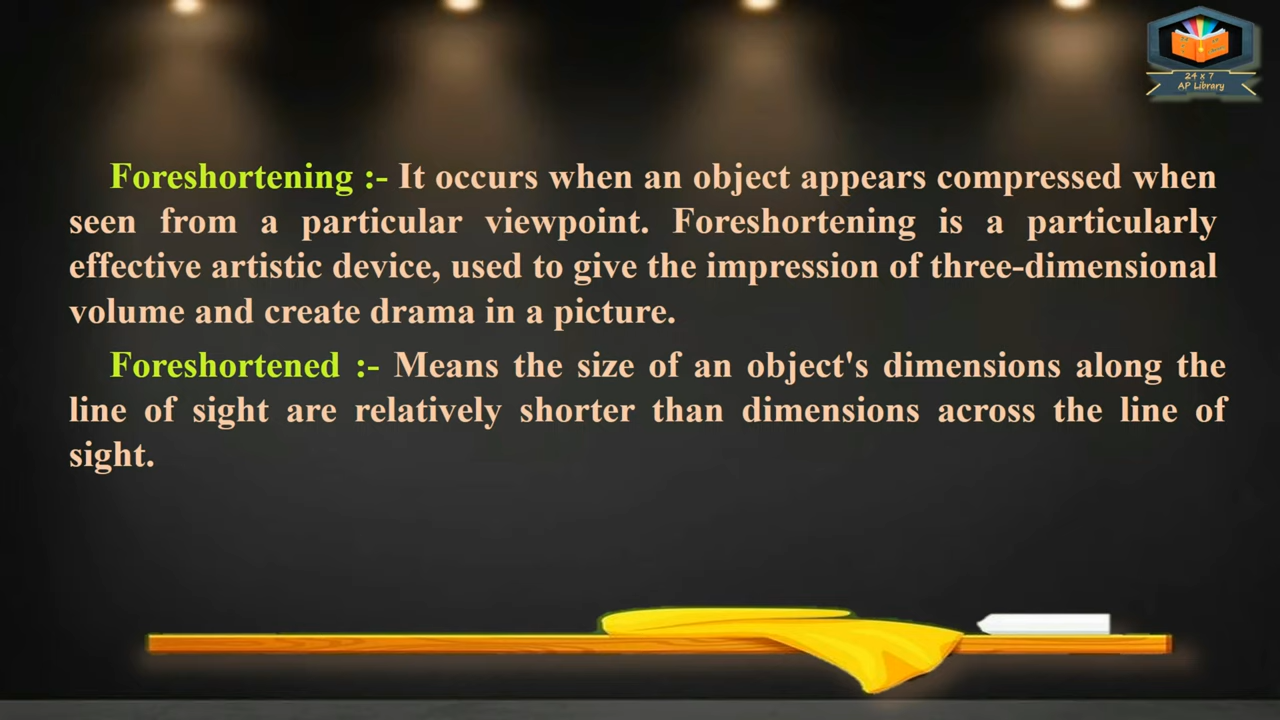 24 x 7
AP Library
Foreshortening :- It occurs when an object appears compressed when
seen from a particular viewpoint. Foreshortening is a particularly
effective artistic device, used to give the impression of three-dimensional
volume and create drama in a picture.
Foreshortened :- Means the size of an object's dimensions along the
line of sight are relatively shorter than dimensions across the line of
sight.